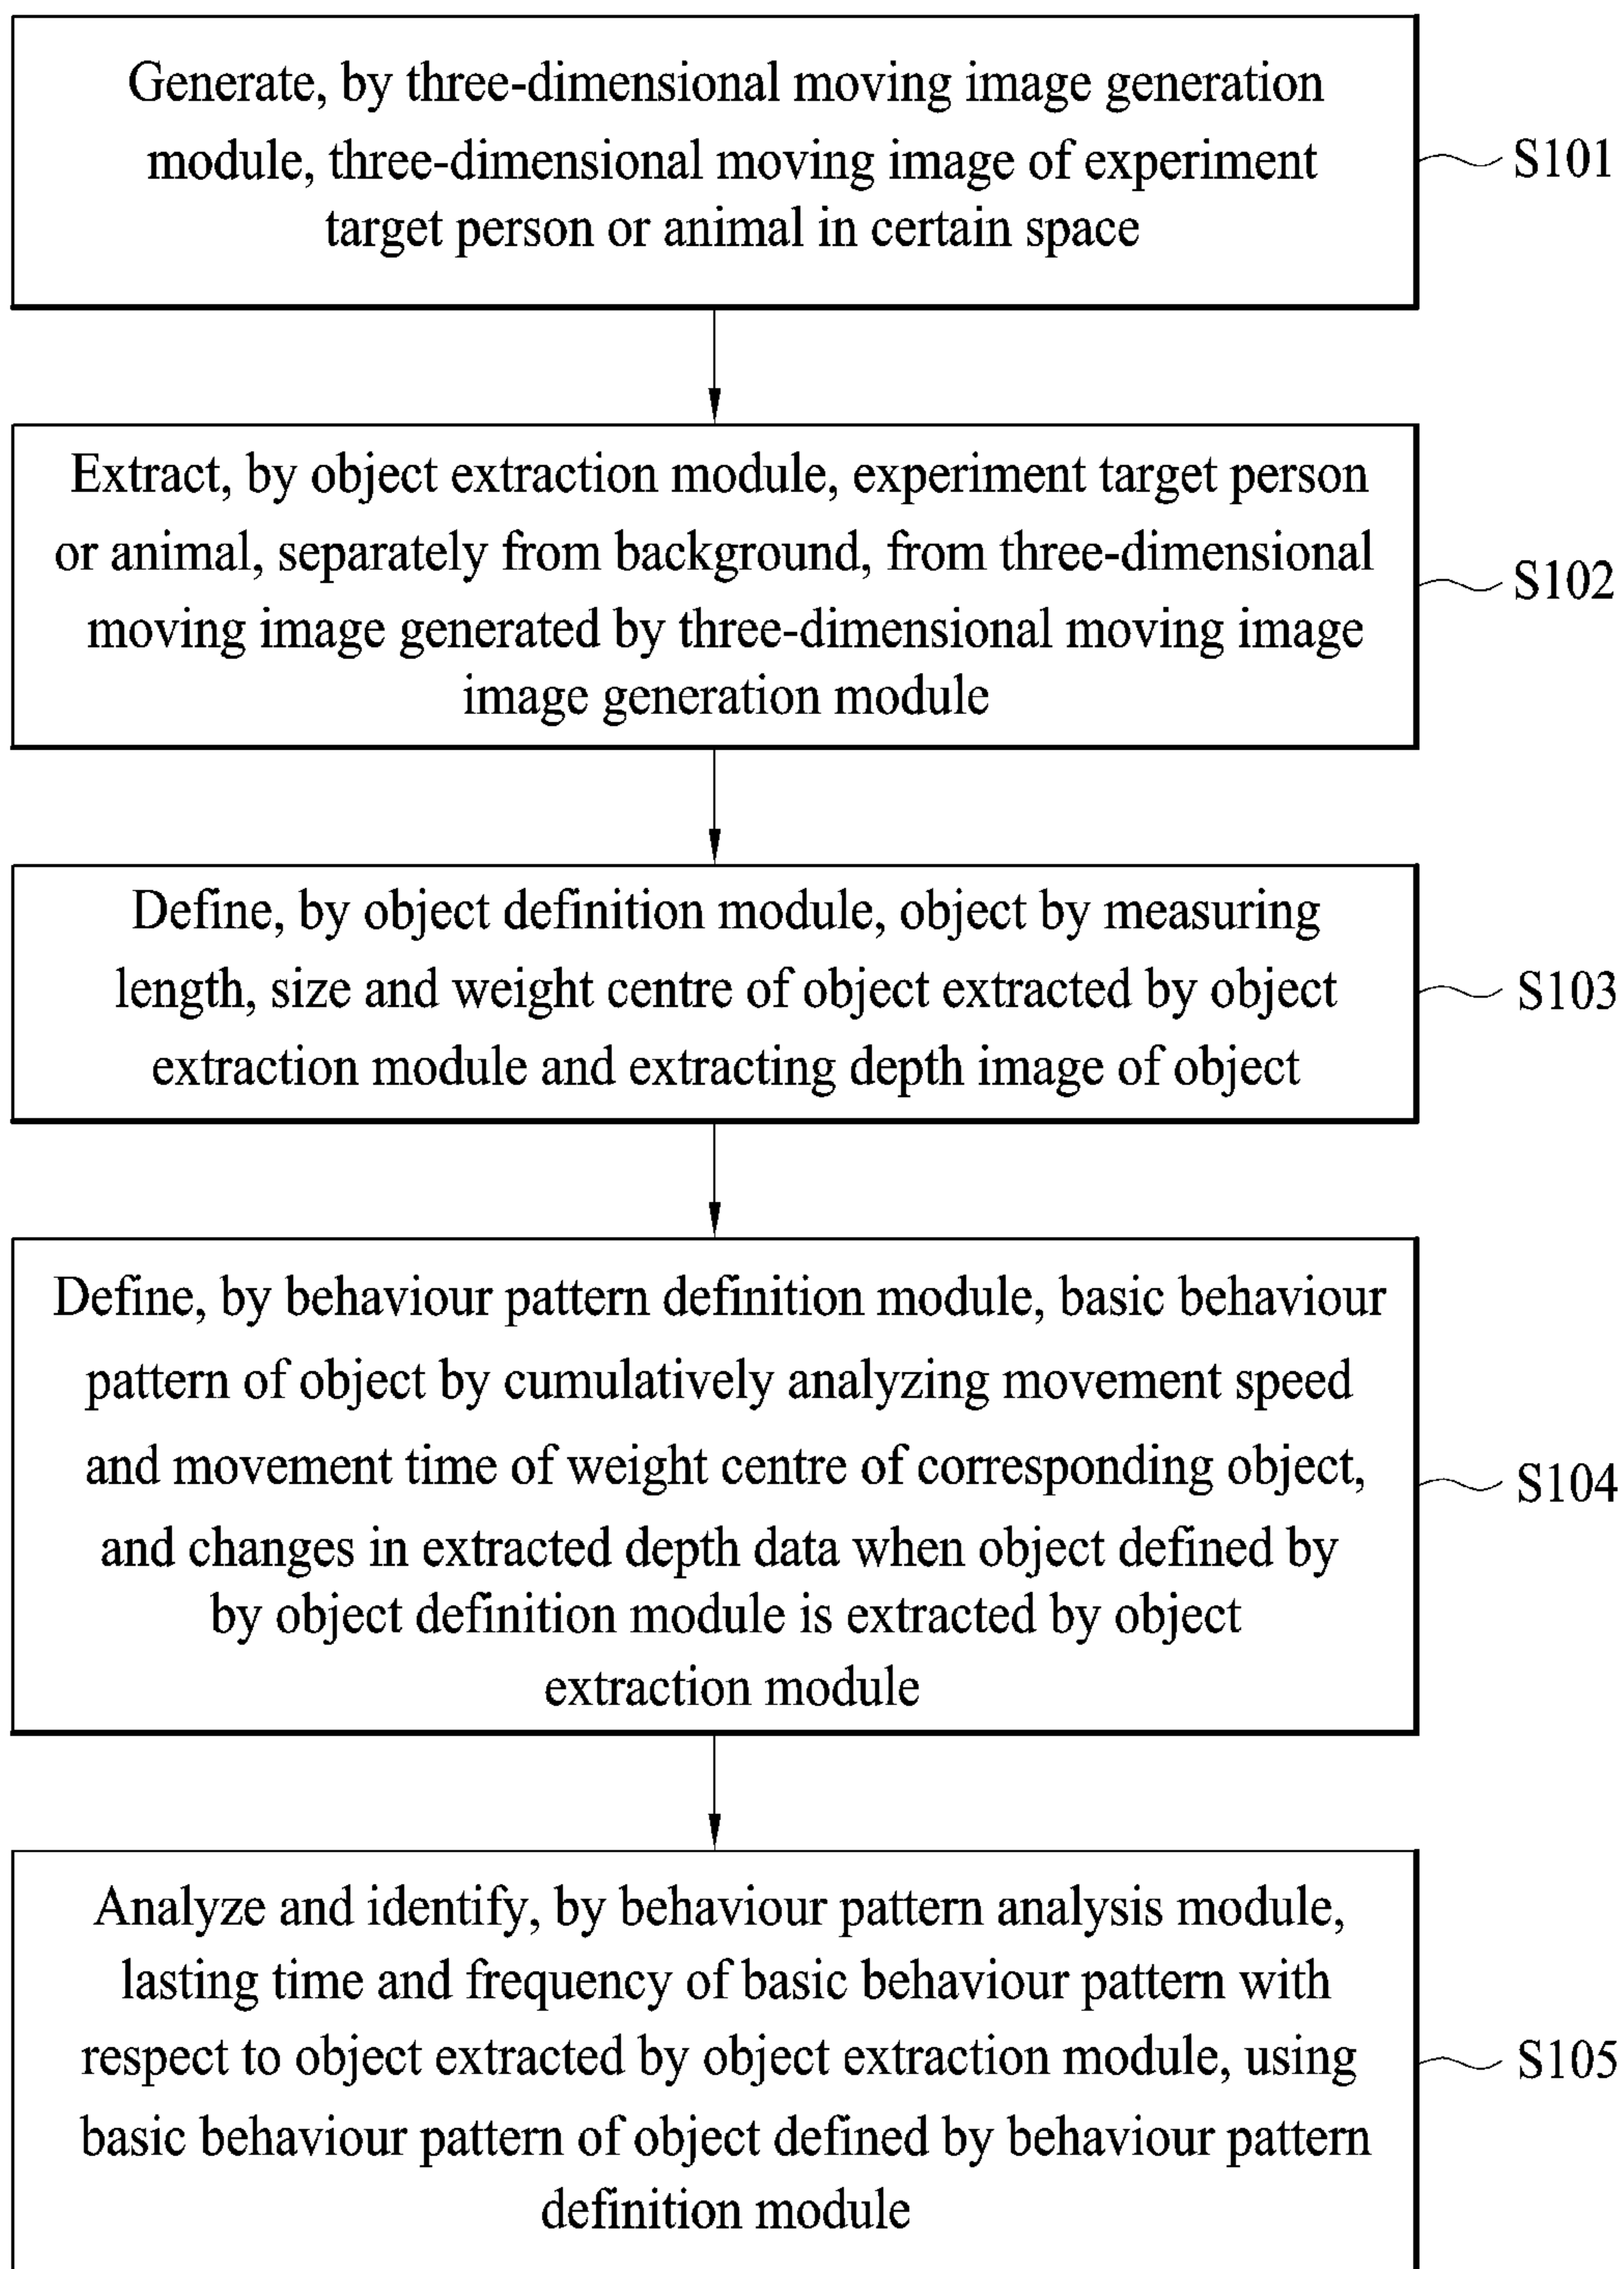 Generate, by three-dimensional moving image generation
module, three-dimensional moving image of experiment
target person or animal in certain space
S101
Extract, by object extraction module, experiment target person
or animal, separately from background, from three-dimensional
moving image generated by three-dimensional moving image
image generation module
S102
Define, by object definition module, object by measuring
length, size and weight centre of object extracted by object
extraction module and extracting depth image of object
S103
Define, by behaviour pattern definition module, basic behaviour
pattern of object by cumulatively analyzing movement speed
and movement time of weight centre of corresponding object,
and changes in extracted depth data when object defined by
by object definition module is extracted by object
extraction module
S104
Analyze and identify, by behaviour pattern analysis module,
lasting time and frequency of basic behaviour pattern with
respect to object extracted by object extraction module, using
basic behaviour pattern of object defined by behaviour pattern
definition module
S105